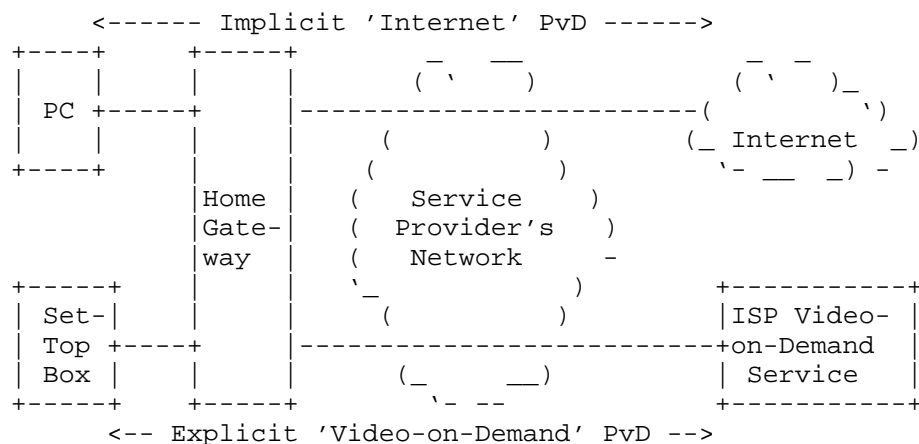 <------ Implicit 'Internet' PvD ------>
PC
Internet
Home
Service
Gate-
Provider's
way
Network
Set-
ISP Video-
Top
on-Demand
Box
Service
<-- Explicit 'Video-on-Demand' PvD -->